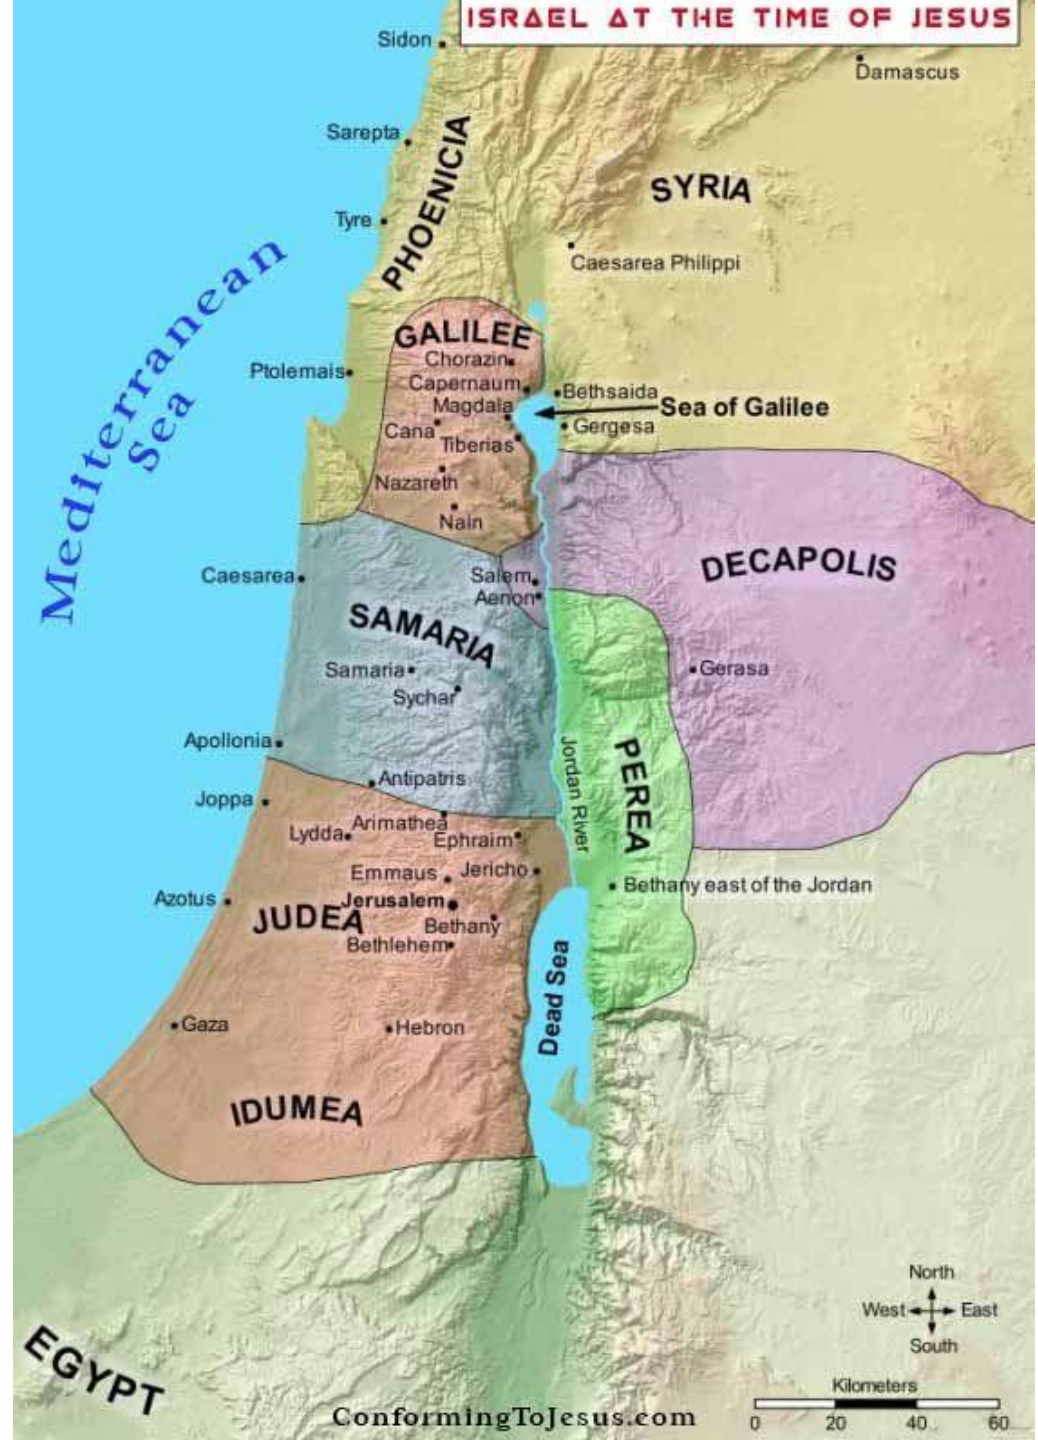 ISRAEL AT THE TIME OF JESUS
Sidon
Damascus
Sarepta
PHOENICIA
SYRIA
Tyre
Caesarea Philippi
Mediterranean
Sea
GALILEE
Chorazin
Ptolemais
Capernaum
Bethsaida
Magdala
Sea of Galilee
Cana
Gergesa
Tiberias
Nazareth
Nain
DECAPOLIS
Caesarea
Salem
Aenon
SAMARIA
Samaria
Gerasa
Sychar
Apollonia
Jordan River
PEREA
Antipatris
Joppa
Arimathea
Lydda
Ephraim
Emmaus
Jericho
Bethany east of the Jordan
Azotus
Jerusalem
JUDEA
Bethany
Bethlehem
Dead Sea
Gaza
Hebron
IDUMEA
EGYPT
North
West
East
South
Kilometers
0 20 40 60
ConformingToJesus.com